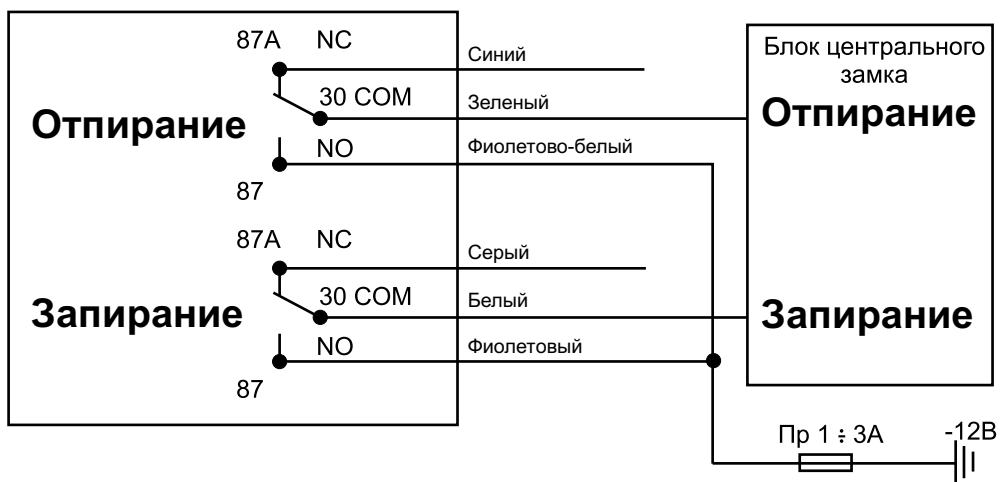 87A NC
Синий
Блок центрального
замка
30 COM
Зеленый
Отпирание
Отпирание
NO
Фиолетово-белый
87
87A NC
Серый
30 COM
Белый
Запирание
Запирание
NO
Фиолетовый
87
Пр 1 ÷ 3А
-12В